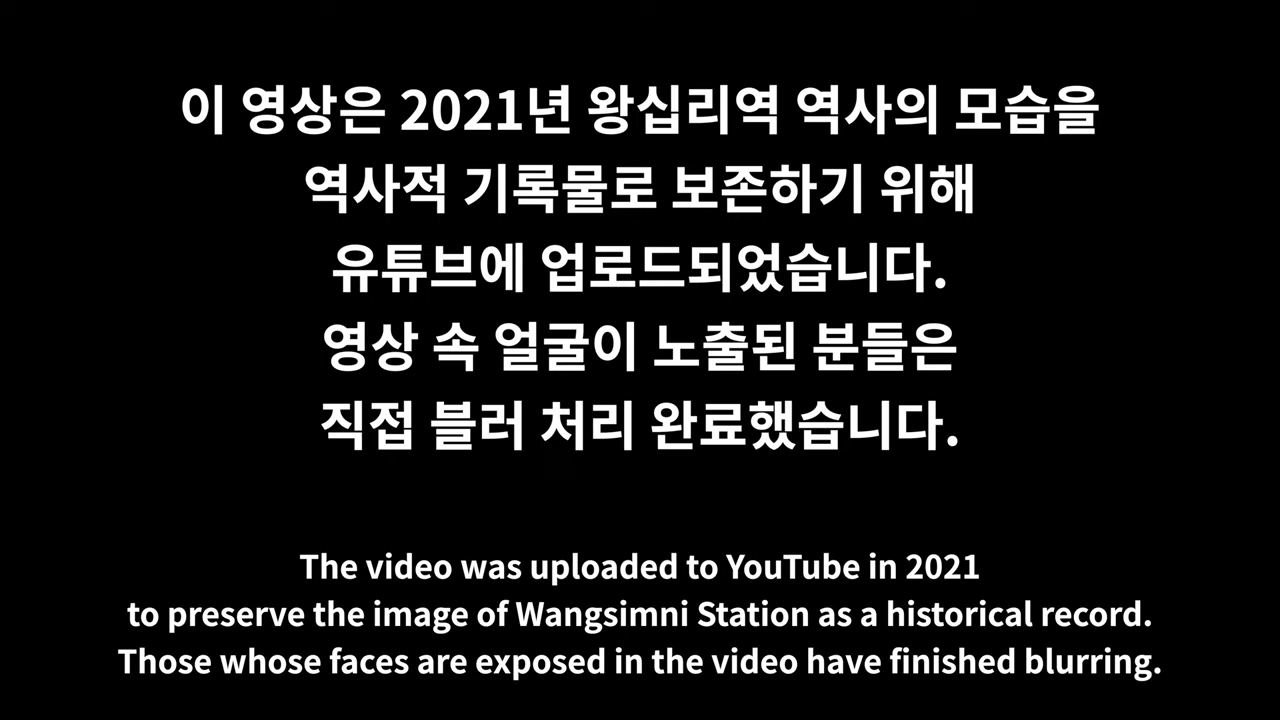 이 영상은 2021년 왕십리역 역사의 모습을
역사적 기록물로 보존하기 위해
유튜브에 업로드되었습니다.
영상 속 얼굴이 노출된 분들은
직접 블러 처리 완료했습니다.
The video was uploaded to YouTube in 2021
to preserve the image of Wangsimni Station as a historical record.
Those whose faces are exposed in the video have finished blurring.